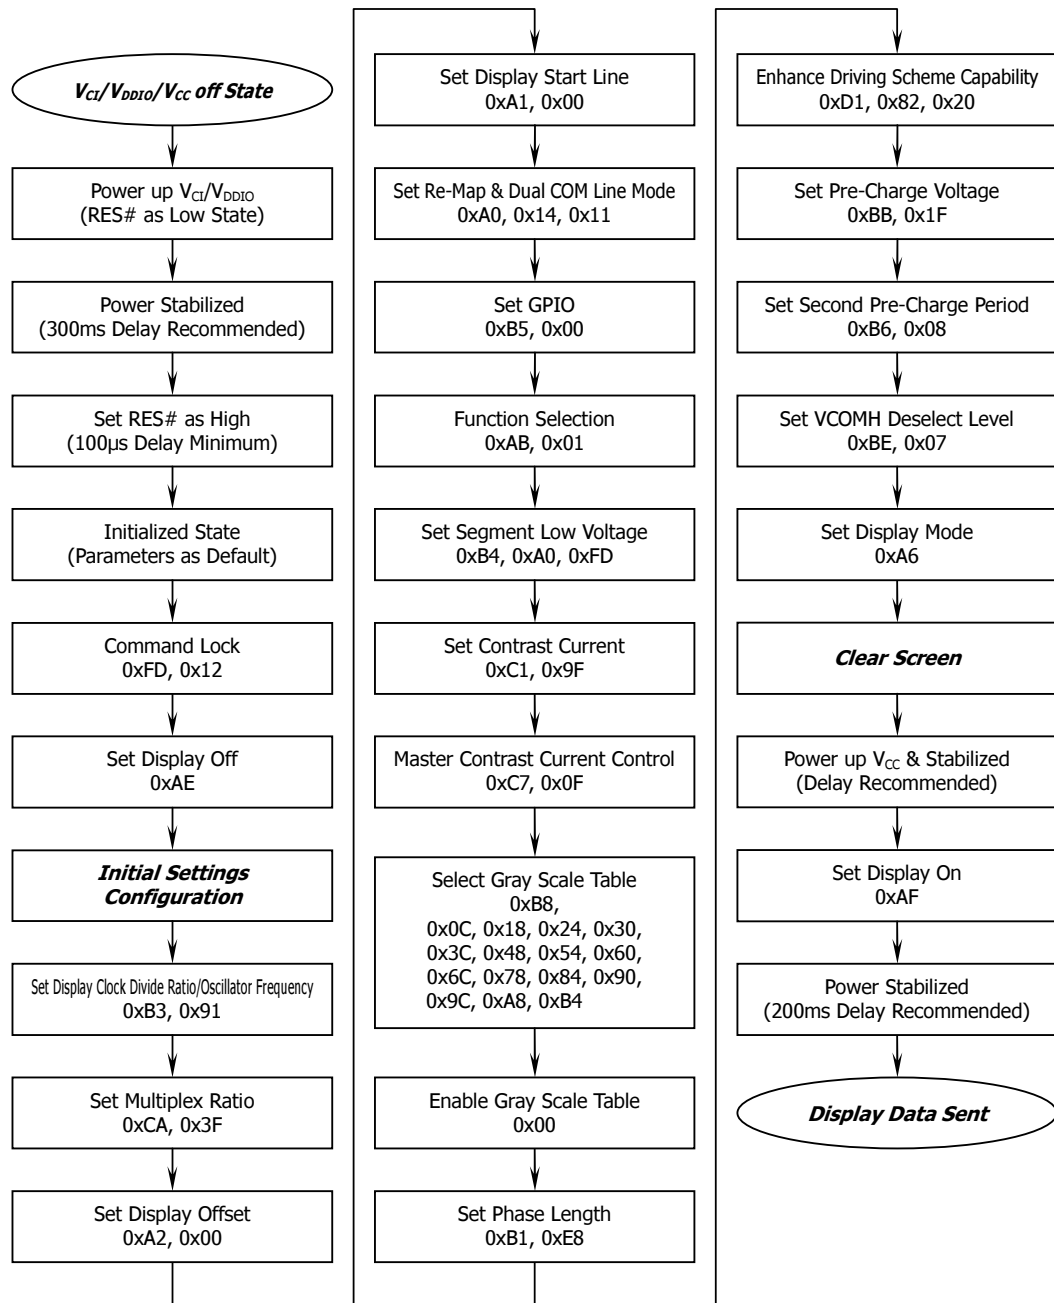 V_CI/V_DDIO/V_CC off State
Power up V_CI/V_DDIO
(RES# as Low State)
Power Stabilized
(300ms Delay Recommended)
Set RES# as High
(100µs Delay Minimum)
Initialized State
(Parameters as Default)
Command Lock
0xFD, 0x12
Set Display Off
0xAE
Initial Settings
Configuration
Set Display Clock Divide Ratio/Oscillator Frequency
0xB3, 0x91
Set Multiplex Ratio
0xCA, 0x3F
Set Display Offset
0xA2, 0x00
Set Display Start Line
0xA1, 0x00
Set Re-Map & Dual COM Line Mode
0xA0, 0x14, 0x11
Set GPIO
0xB5, 0x00
Function Selection
0xAB, 0x01
Set Segment Low Voltage
0xB4, 0xA0, 0xFD
Set Contrast Current
0xC1, 0x9F
Master Contrast Current Control
0xC7, 0x0F
Select Gray Scale Table
0xB8,
0x0C, 0x18, 0x24, 0x30,
0x3C, 0x48, 0x54, 0x60,
0x6C, 0x78, 0x84, 0x90,
0x9C, 0xA8, 0xB4
Enable Gray Scale Table
0x00
Set Phase Length
0xB1, 0xE8
Enhance Driving Scheme Capability
0xD1, 0x82, 0x20
Set Pre-Charge Voltage
0xBB, 0x1F
Set Second Pre-Charge Period
0xB6, 0x08
Set VCOMH Deselect Level
0xBE, 0x07
Set Display Mode
0xA6
Clear Screen
Power up V_CC & Stabilized
(Delay Recommended)
Set Display On
0xAF
Power Stabilized
(200ms Delay Recommended)
Display Data Sent